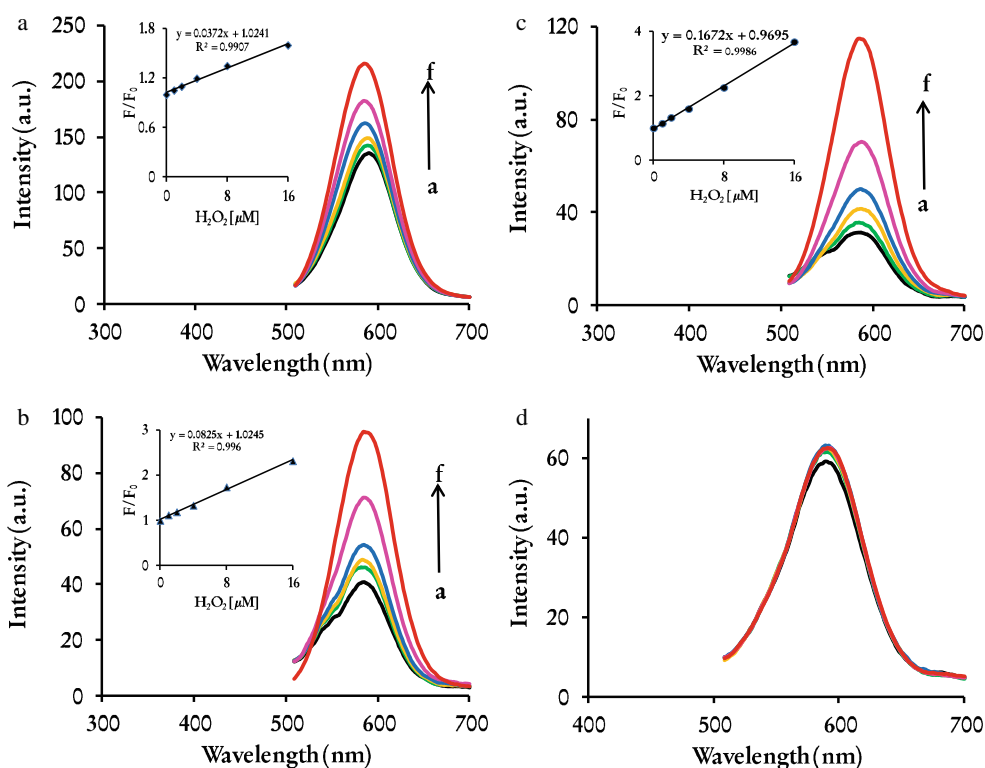 a
250
200
150
100
50
0
Intensity (a.u.)
300 400 500 600 700
Wavelength (nm)
1.8
1.2
0.6
0
F/F0
y = 0.0372x + 1.0241
R² = 0.9907
0 8 16
H2O2 [µM]
f
a
c
120
80
40
0
Intensity (a.u.)
300 400 500 600 700
Wavelength (nm)
6
4
2
0
F/F0
y = 0.1672x + 0.9695
R² = 0.9986
0 8 16
H2O2 [µM]
f
a
b
100
80
60
40
20
0
Intensity (a.u.)
300 400 500 600 700
Wavelength (nm)
3
2
1
0
F/F0
y = 0.0825x + 1.0245
R² = 0.996
0 8 16
H2O2 [µM]
f
a
d
60
40
20
0
Intensity (a.u.)
400 500 600 700
Wavelength (nm)